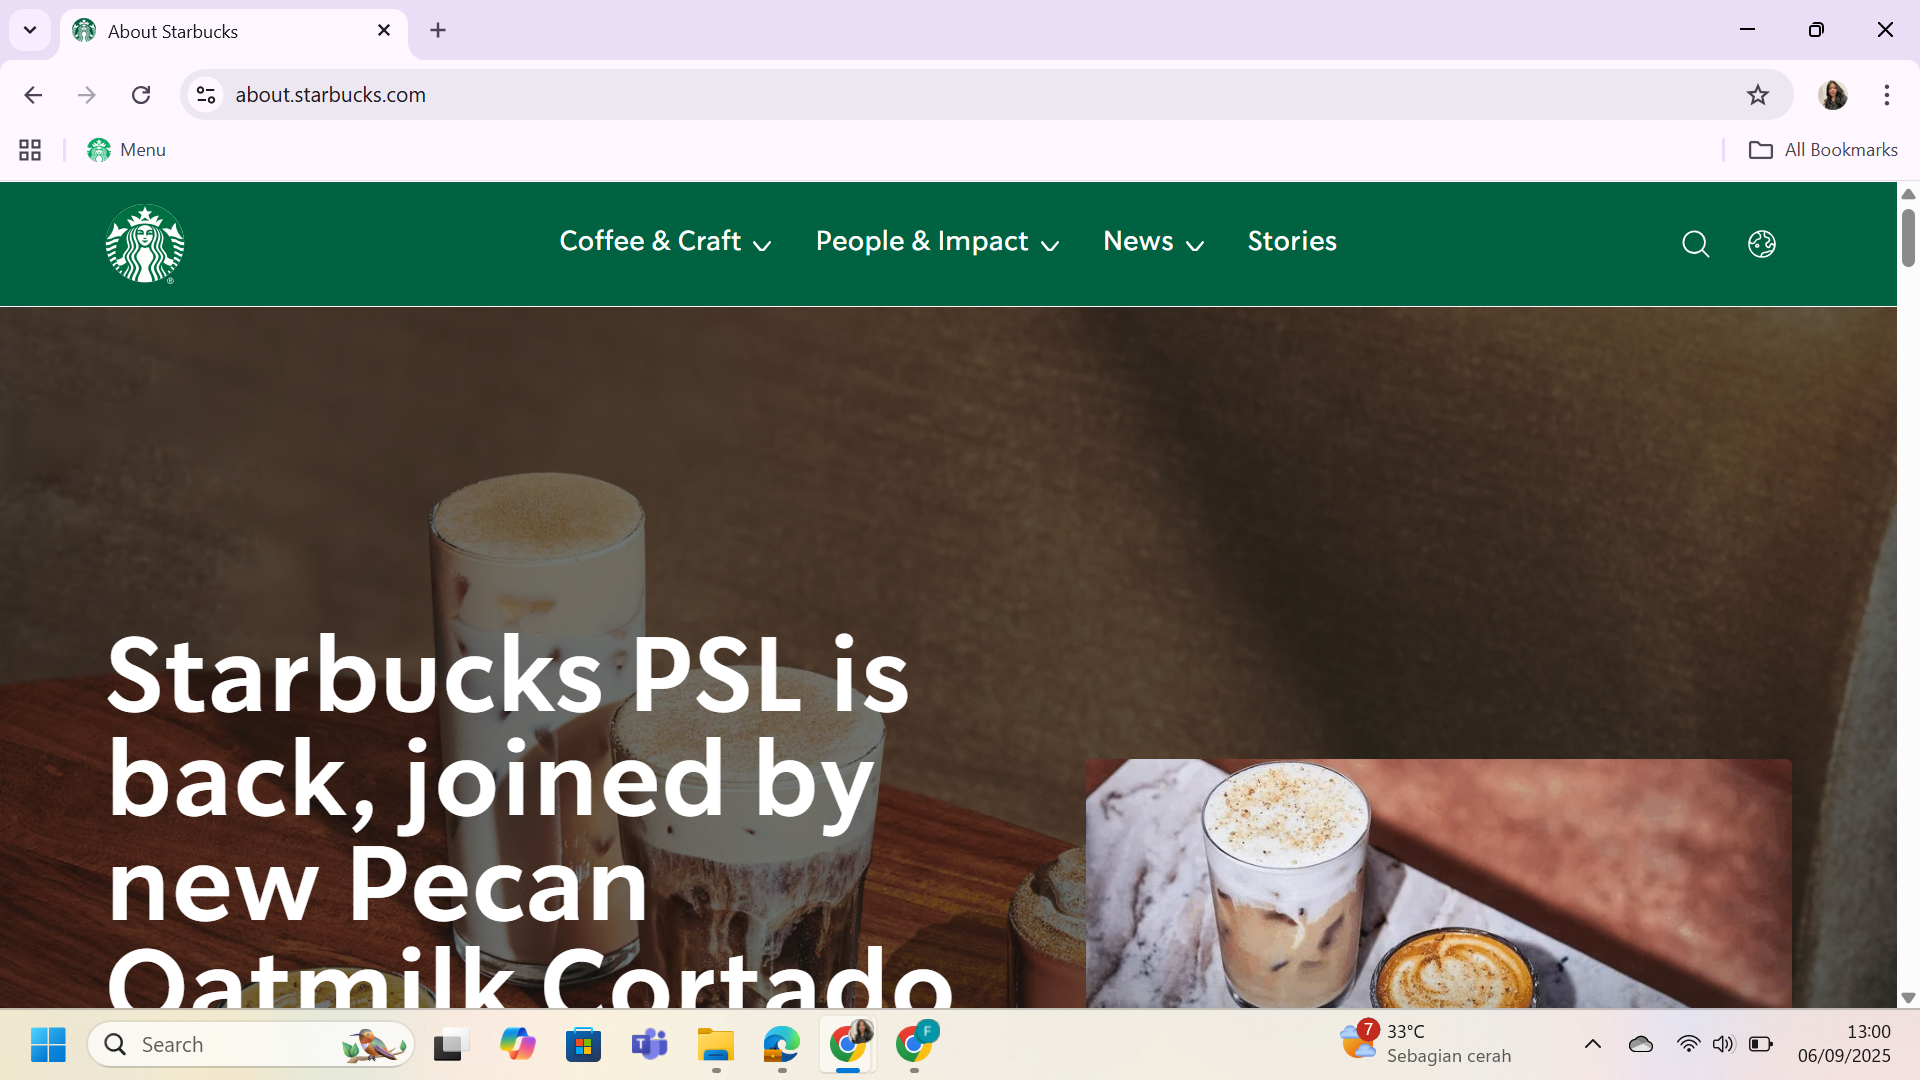 About Starbucks
about.starbucks.com
Menu
All Bookmarks
Coffee & Craft
People & Impact
News
Stories
Starbucks PSL is
back, joined by
new Pecan
Oatmilk Cortado
Search
T
F
7
33°C
Sebagian cerah
13:00
06/09/2025